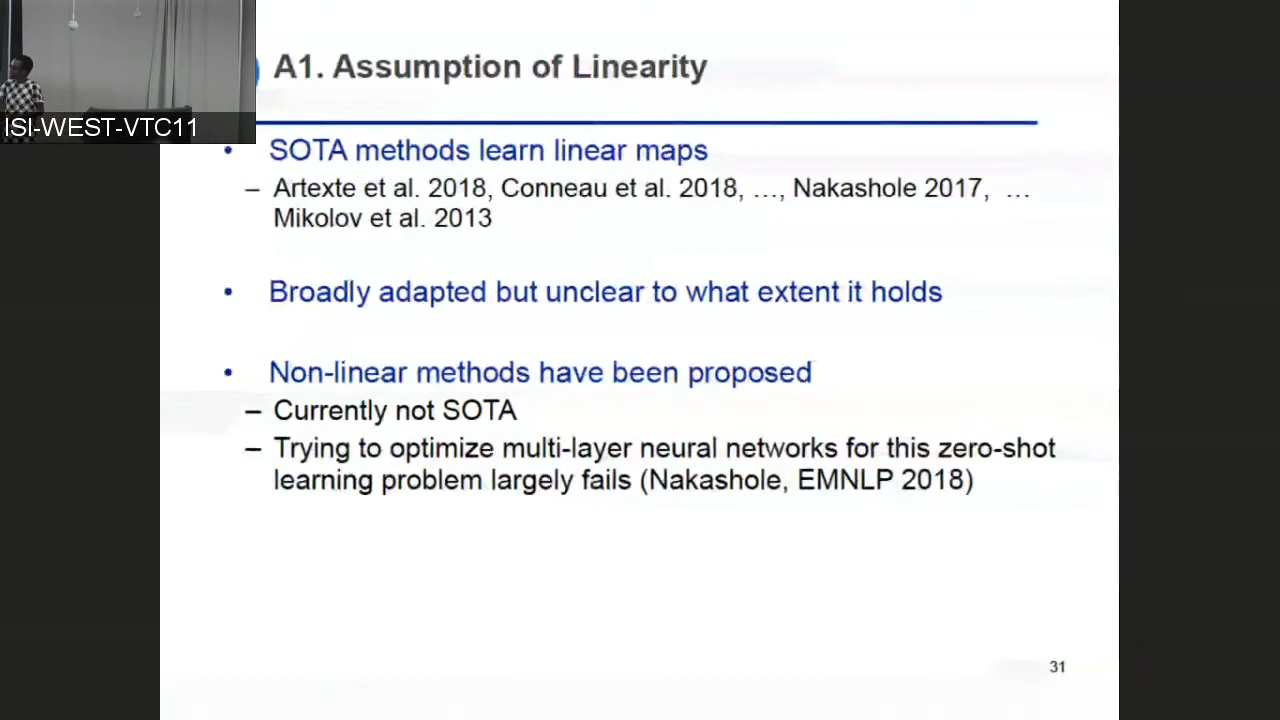 A1. Assumption of Linearity
ISI-WEST-VTC11
• SOTA methods learn linear maps
– Artexte et al. 2018, Conneau et al. 2018, …, Nakashole 2017, …
Mikolov et al. 2013
• Broadly adapted but unclear to what extent it holds
• Non-linear methods have been proposed
– Currently not SOTA
– Trying to optimize multi-layer neural networks for this zero-shot
learning problem largely fails (Nakashole, EMNLP 2018)
31